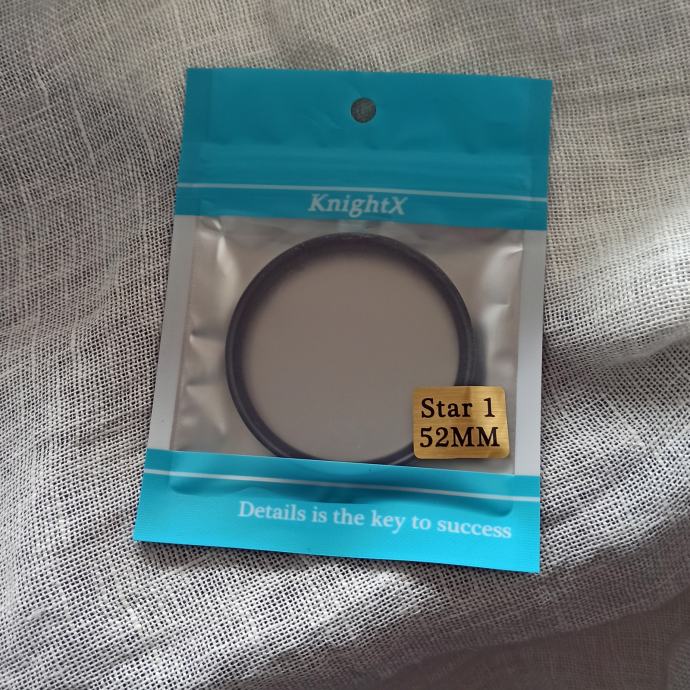 KnightX
Star 1
52MM
Details is the key to success